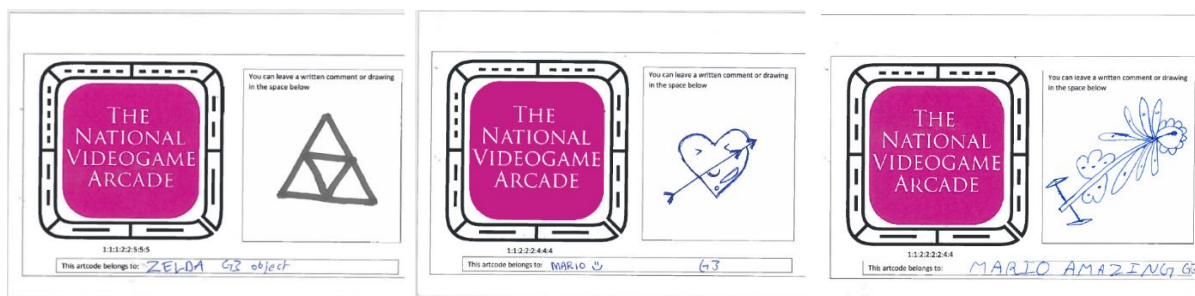 THE
NATIONAL
VIDEOGAME
ARCADE
You can leave a written comment or drawing
in the space below
1:1:1:2:2:5:5:5
This artcode belongs to: ZELDA G3 object
THE
NATIONAL
VIDEOGAME
ARCADE
You can leave a written comment or drawing
in the space below
1:1:2:2:2:4:4:4
This artcode belongs to: MARIO G3
THE
NATIONAL
VIDEOGAME
ARCADE
You can leave a written comment or drawing
in the space below
1:1:2:2:2:2:4:4
This artcode belongs to: MARIO AMAZING G3